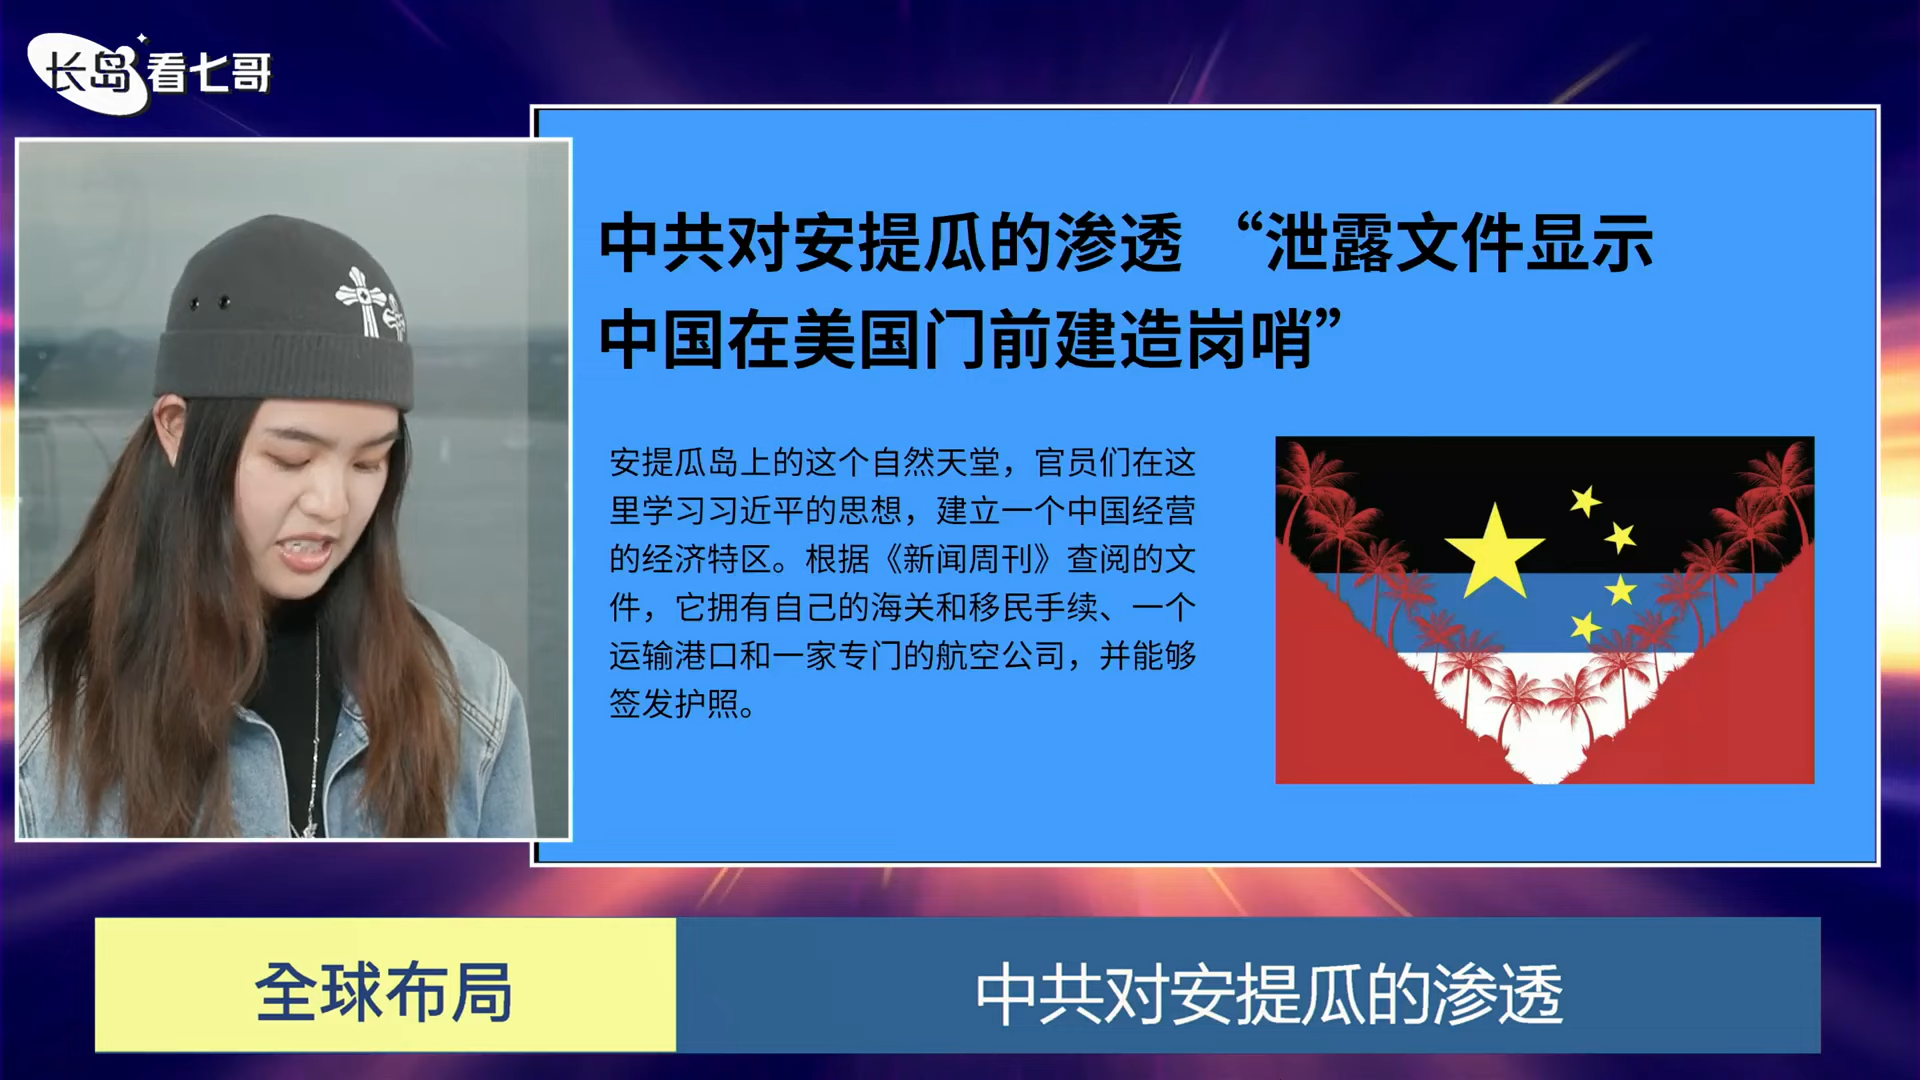 长岛看七哥
中共对安提瓜的渗透 “泄露文件显示
中国在美国门前建造岗哨”
安提瓜岛上的这个自然天堂，官员们在这
里学习习近平的思想，建立一个中国经营
的经济特区。根据《新闻周刊》查阅的文
件，它拥有自己的海关和移民手续、一个
运输港口和一家专门的航空公司，并能够
签发护照。
全球布局
中共对安提瓜的渗透